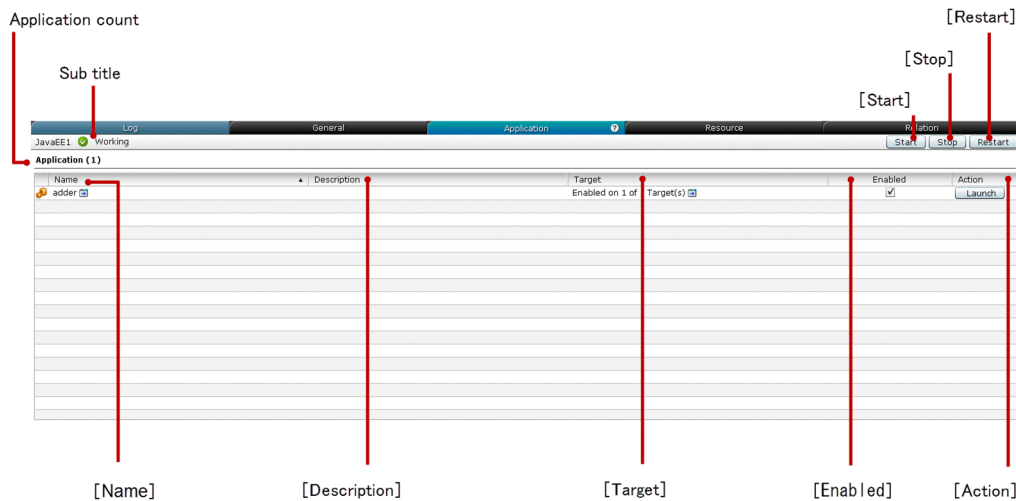 Application count
[Restart]
[Stop]
Sub title
[Start]
Log General Application ? Resource Relation
JavaEE1 Working Start Stop Restart
Application (1)
Name Description Target Enabled Action
adder Enabled on 1 of Target(s) Launch
[Name] [Description] [Target] [Enabled] [Action]